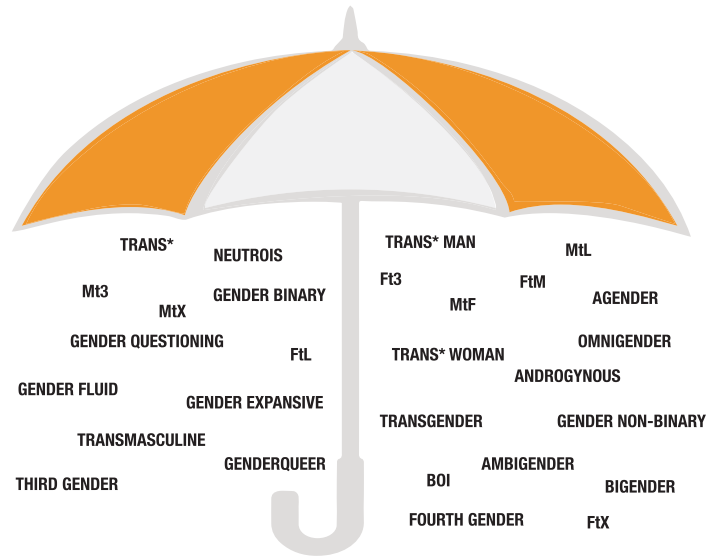 TRANS*
NEUTROIS
Mt3
GENDER BINARY
MtX
GENDER QUESTIONING
FtL
GENDER FLUID
GENDER EXPANSIVE
TRANSMASCULINE
GENDERQUEER
THIRD GENDER
TRANS* MAN
MtL
Ft3
FtM
MtF
AGENDER
OMNIGENDER
TRANS* WOMAN
ANDROGYNOUS
TRANSGENDER
GENDER NON-BINARY
AMBIGENDER
BOI
BIGENDER
FOURTH GENDER
FtX